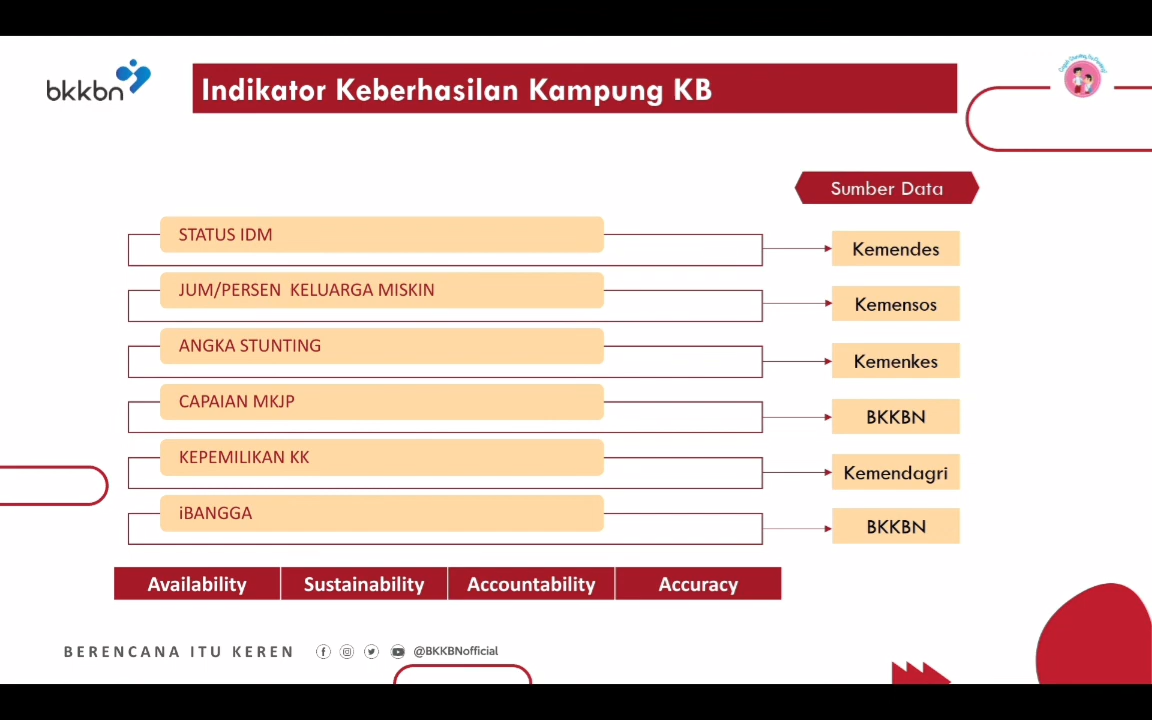 bkkbn
Indikator Keberhasilan Kampung KB
Sumber Data
STATUS IDM
Kemendes
JUM/PERSEN KELUARGA MISKIN
Kemensos
ANGKA STUNTING
Kemenkes
CAPAIAN MKJP
BKKBN
KEPEMILIKAN KK
Kemendagri
iBANGGA
BKKBN
Availability Sustainability Accountability Accuracy
BERENCANA ITU KEREN @BKKBNofficial